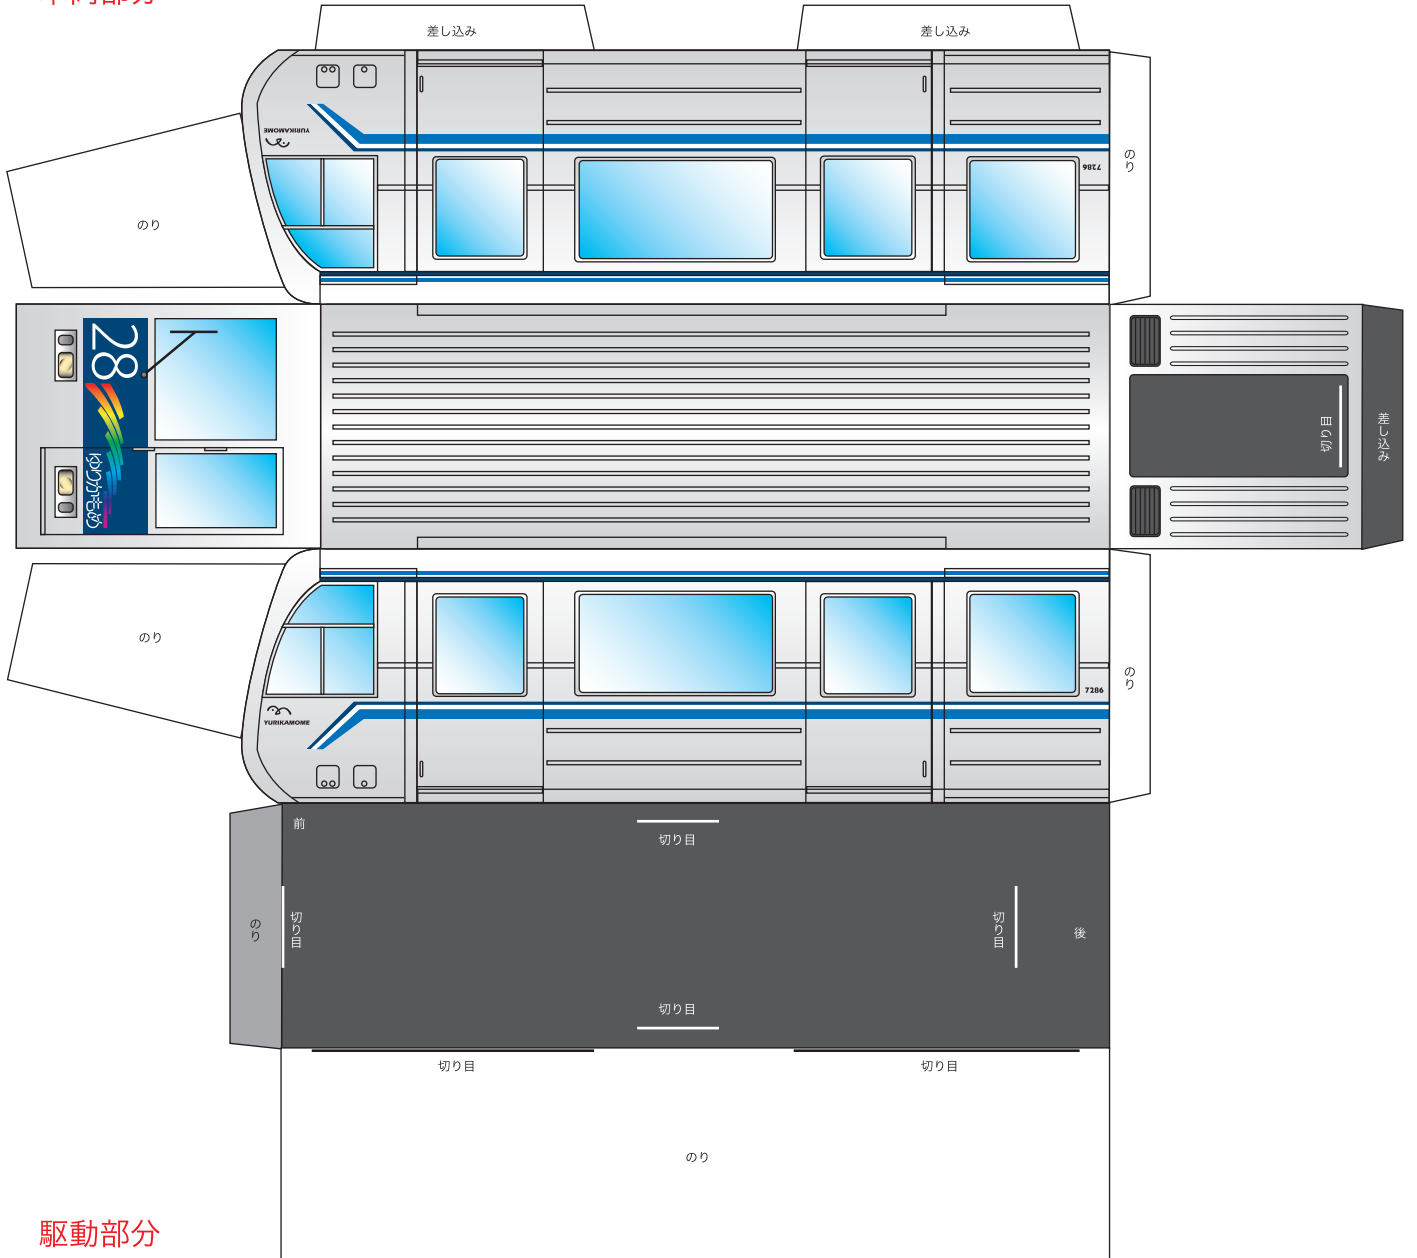 差し込み
差し込み
YURIKAMOME
7286
のり
のり
28
ゆりかもめ
切り目
差し込み
のり
7286
のり
YURIKAMOME
前
切り目
のり
切り目
切り目
後
切り目
切り目
切り目
のり
駆動部分